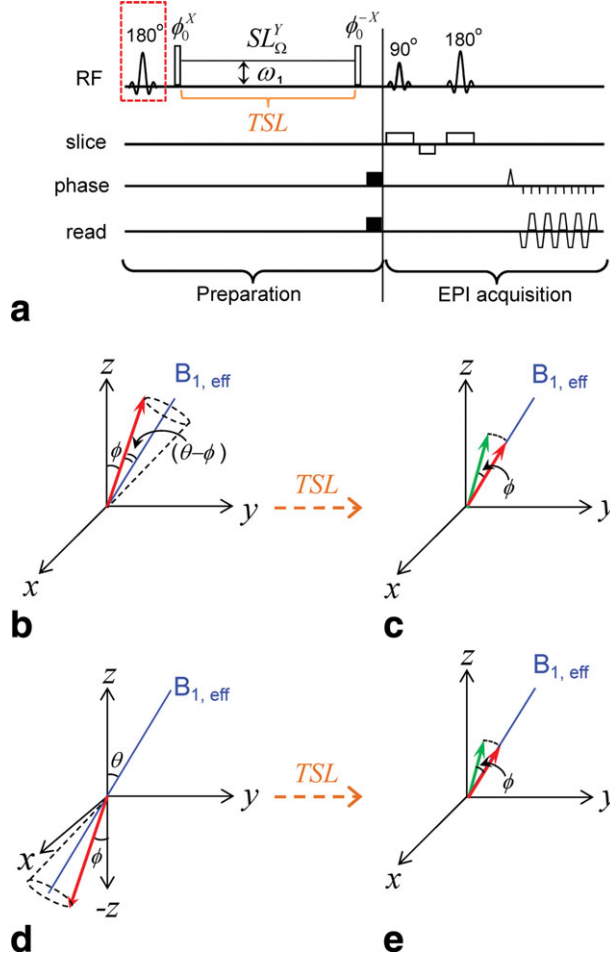 180° ϕ₀ˣ SL_Ω^Y ϕ₀⁻ˣ 90° 180°
RF ω₁
TSL
slice
phase
read
Preparation EPI acquisition
a
z B1, eff z B1, eff
ϕ (θ-ϕ) ϕ
TSL
y y
x x
b c
z B1, eff z B1, eff
θ ϕ
TSL
y y
x ϕ x
-z
d e